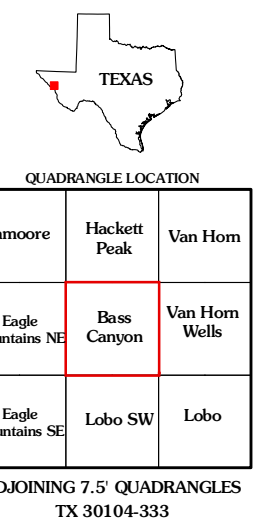 TEXAS
QUADRANGLE LOCATION
amoore
Hackett
Peak
Van Horn
Eagle
untains NE
Bass
Canyon
Van Horn
Wells
Eagle
untains SE
Lobo SW
Lobo
DJOINING 7.5' QUADRANGLES
TX 30104-333